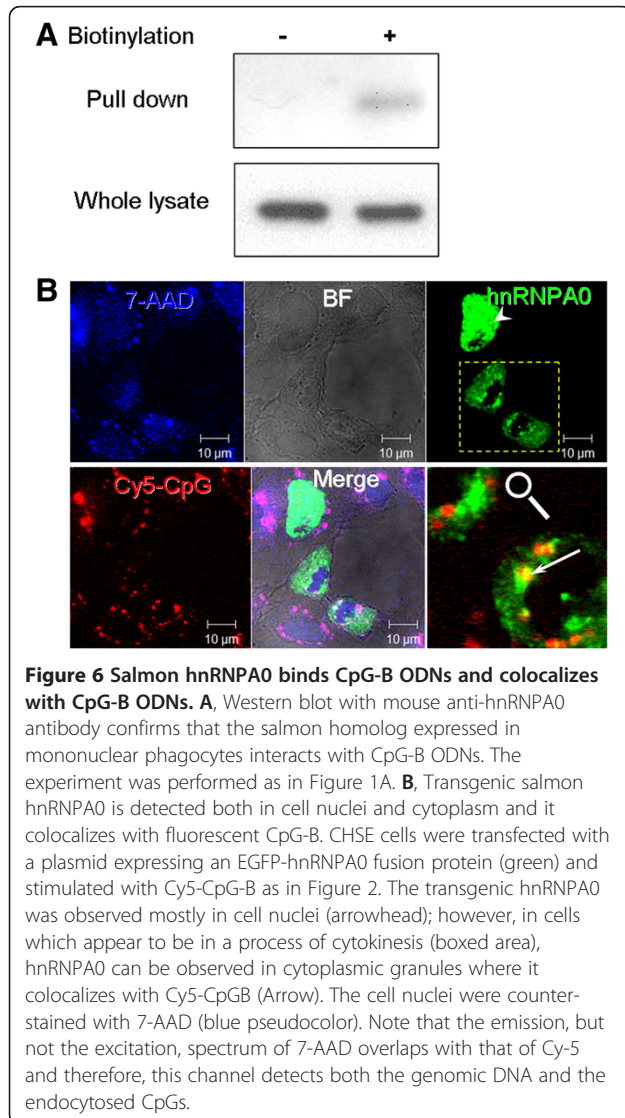 A Biotinylation - +
Pull down
Whole lysate
B
7-AAD BF hnRNPA0
10 µm 10 µm 10 µm
Cy5-CpG Merge
10 µm 10 µm
Figure 6 Salmon hnRNPA0 binds CpG-B ODNs and colocalizes
with CpG-B ODNs. A, Western blot with mouse anti-hnRNPA0
antibody confirms that the salmon homolog expressed in
mononuclear phagocytes interacts with CpG-B ODNs. The
experiment was performed as in Figure 1A. B, Transgenic salmon
hnRNPA0 is detected both in cell nuclei and cytoplasm and it
colocalizes with fluorescent CpG-B. CHSE cells were transfected with
a plasmid expressing an EGFP-hnRNPA0 fusion protein (green) and
stimulated with Cy5-CpG-B as in Figure 2. The transgenic hnRNPA0
was observed mostly in cell nuclei (arrowhead); however, in cells
which appear to be in a process of cytokinesis (boxed area),
hnRNPA0 can be observed in cytoplasmic granules where it
colocalizes with Cy5-CpGB (Arrow). The cell nuclei were counter-
stained with 7-AAD (blue pseudocolor). Note that the emission, but
not the excitation, spectrum of 7-AAD overlaps with that of Cy-5
and therefore, this channel detects both the genomic DNA and the
endocytosed CpGs.